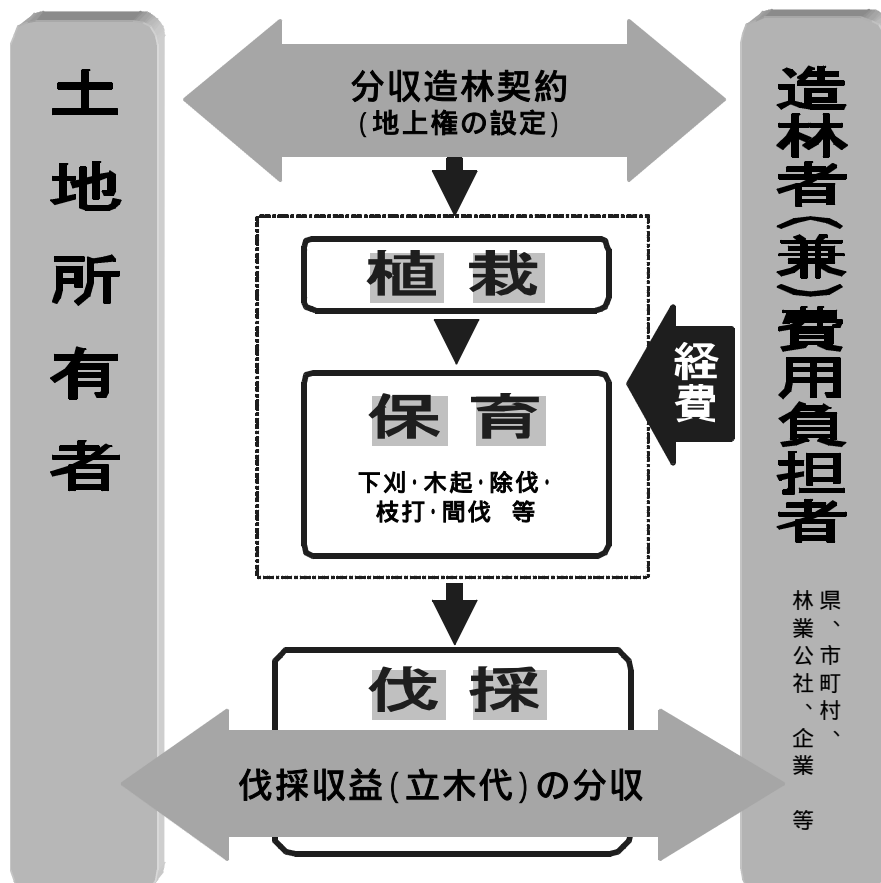 土地所有者
分収造林契約
(地上権の設定)
植栽
保育
下刈・木起・除伐・
枝打・間伐 等
経費
伐採
伐採収益(立木代)の分収
造林者(兼)費用負担者
県、市町村、
林業公社、企業 等